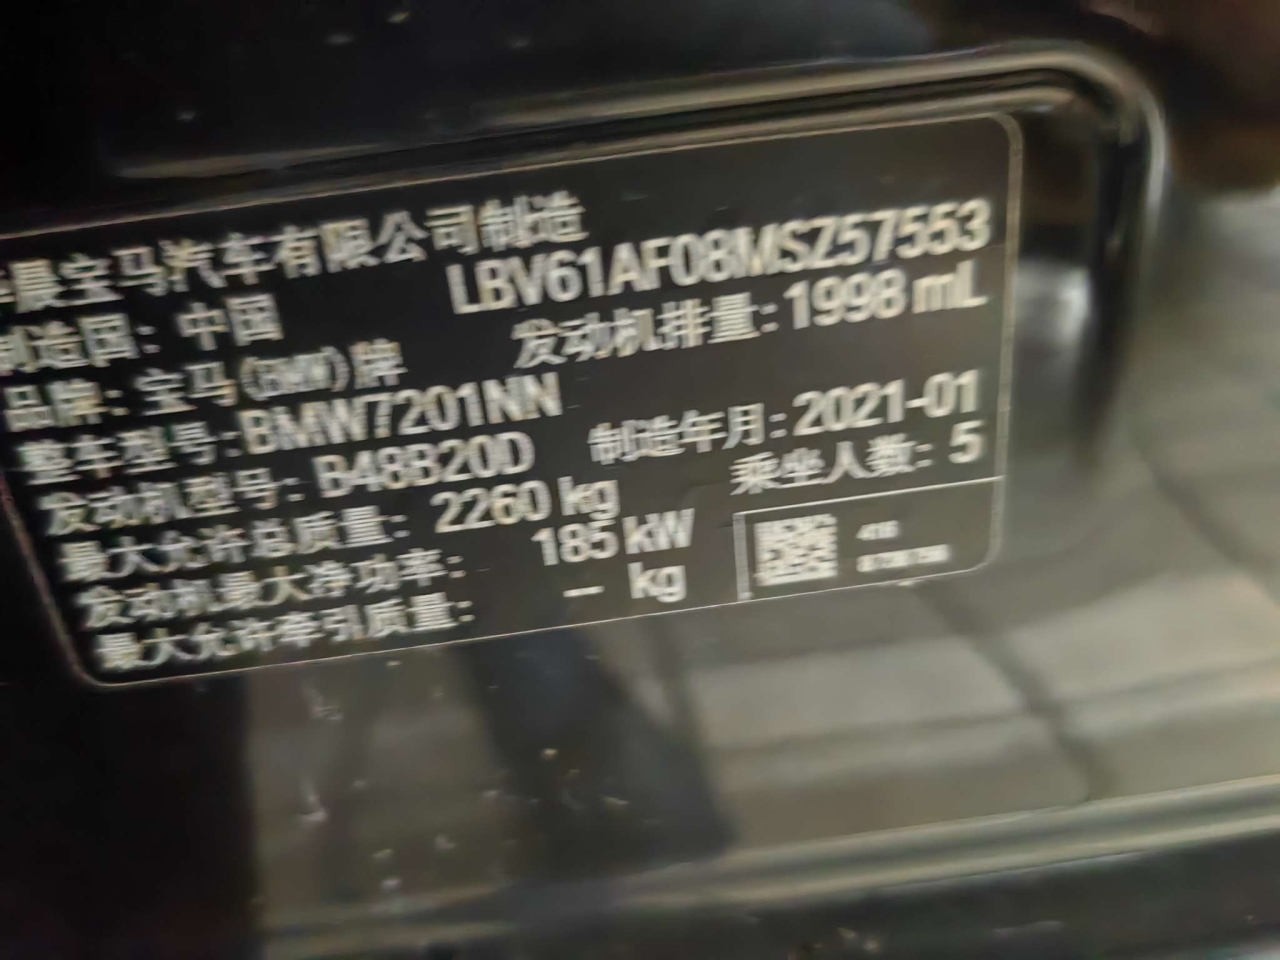 晨宝马汽车有限公司制造
LBV61AF08MSZ57553
制造国：中国
发动机排量：1998 mL
品牌：宝马(BMW)牌
整车型号：BMW7201NN
制造年月：2021-01
发动机型号：B48B20D
乘坐人数：5
最大允许总质量：2260 kg
发动机最大净功率：185 kW
最大允许牵引质量：-- kg
416